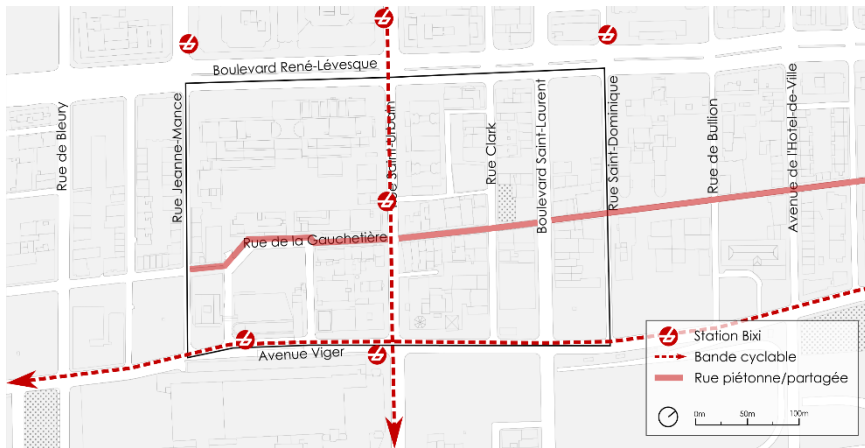 Boulevard René-Lévesque
Rue de Bleury
Rue Jeanne-Mance
Rue Saint-Urbain
Rue Clark
Boulevard Saint-Laurent
Rue Saint-Dominique
Rue de Bullion
Avenue de l'Hotel-de-Ville
Rue de la Gauchetière
Avenue Viger
Station Bixi
Bande cyclable
Rue piétonne/partagée
0m 50m 100m